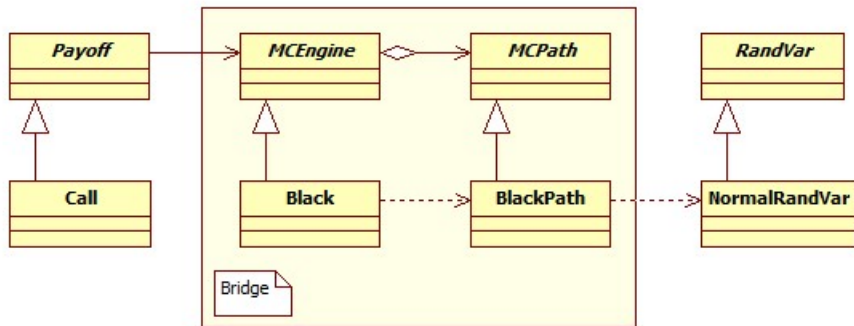 Payoff
MCEngine
MCPath
RandVar
Call
Black
BlackPath
NormalRandVar
Bridge